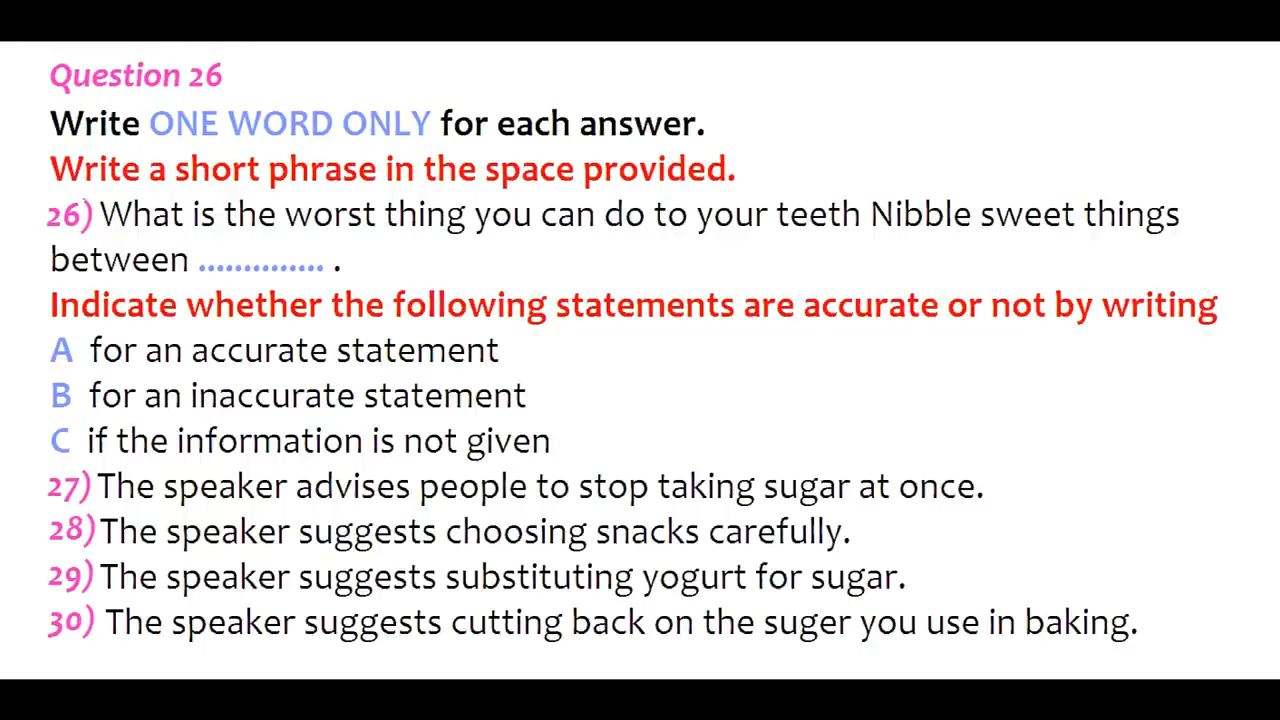 Question 26
Write ONE WORD ONLY for each answer.
Write a short phrase in the space provided.
26) What is the worst thing you can do to your teeth Nibble sweet things
between .............. .
Indicate whether the following statements are accurate or not by writing
A for an accurate statement
B for an inaccurate statement
C if the information is not given
27) The speaker advises people to stop taking sugar at once.
28) The speaker suggests choosing snacks carefully.
29) The speaker suggests substituting yogurt for sugar.
30) The speaker suggests cutting back on the suger you use in baking.